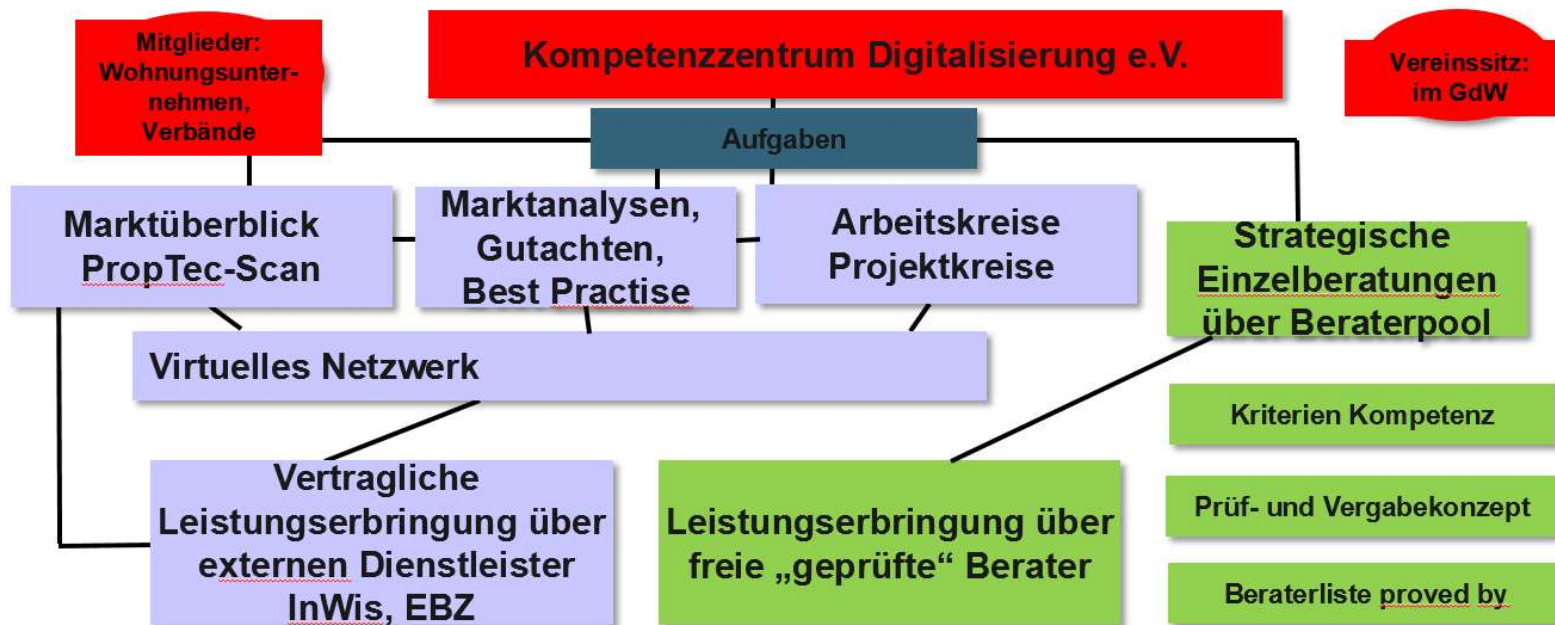 Mitglieder:
Wohnungsunter-
nehmen,
Verbände
Kompetenzzentrum Digitalisierung e.V.
Vereinssitz:
im GdW
Aufgaben
Marktüberblick
PropTec-Scan
Marktanalysen,
Gutachten,
Best Practise
Arbeitskreise
Projektkreise
Strategische
Einzelberatungen
über Beraterpool
Virtuelles Netzwerk
Kriterien Kompetenz
Vertragliche
Leistungserbringung über
externen Dienstleister
InWis, EBZ
Leistungserbringung über
freie „geprüfte“ Berater
Prüf- und Vergabekonzept
Beraterliste proved by